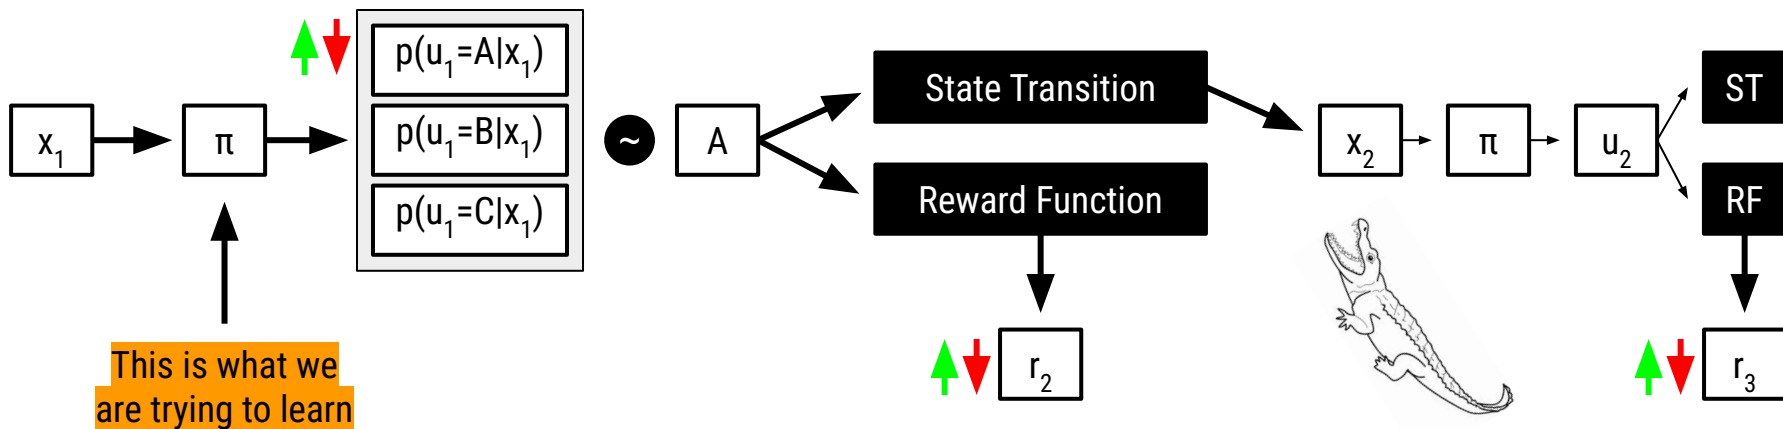 x₁
π
p(u₁=A|x₁)
p(u₁=B|x₁)
p(u₁=C|x₁)
~
A
State Transition
Reward Function
x₂
π
u₂
ST
RF
This is what we
are trying to learn
r₂
r₃